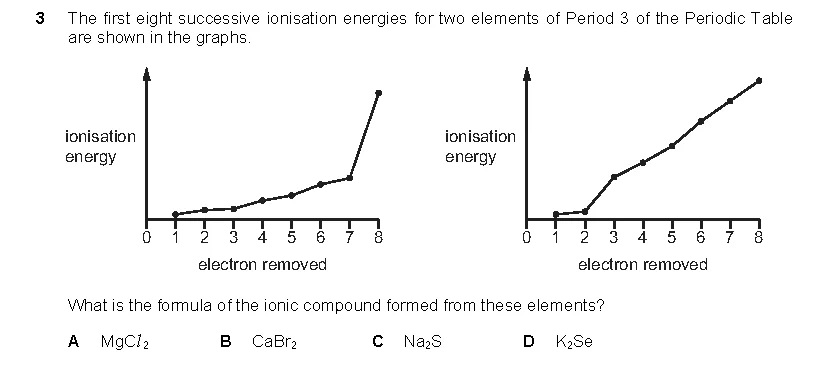 3 The first eight successive ionisation energies for two elements of Period 3 of the Periodic Table
are shown in the graphs.
ionisation
energy
0 1 2 3 4 5 6 7 8
electron removed
ionisation
energy
0 1 2 3 4 5 6 7 8
electron removed
What is the formula of the ionic compound formed from these elements?
A MgCl₂ B CaBr₂ C Na₂S D K₂Se